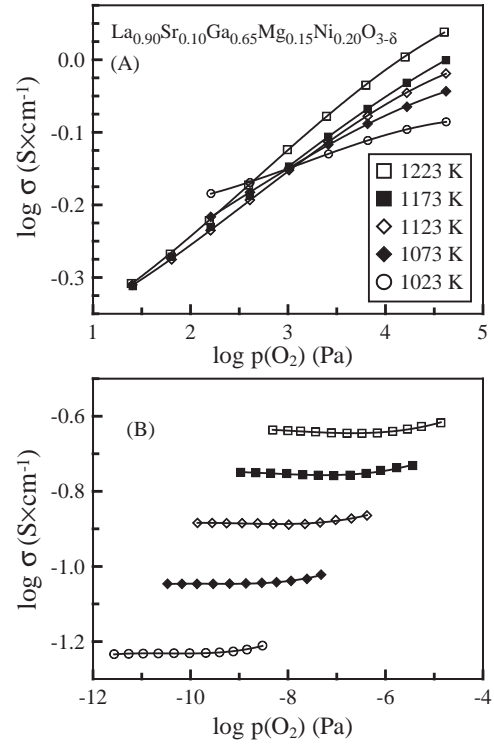 La0.90Sr0.10Ga0.65Mg0.15Ni0.20O3-δ
(A)
log σ (S×cm-1)
0.0
-0.1
-0.2
-0.3
1223 K
1173 K
1123 K
1073 K
1023 K
1 2 3 4 5
log p(O2) (Pa)
(B)
log σ (S×cm-1)
-0.6
-0.8
-1.0
-1.2
-12 -10 -8 -6 -4
log p(O2) (Pa)